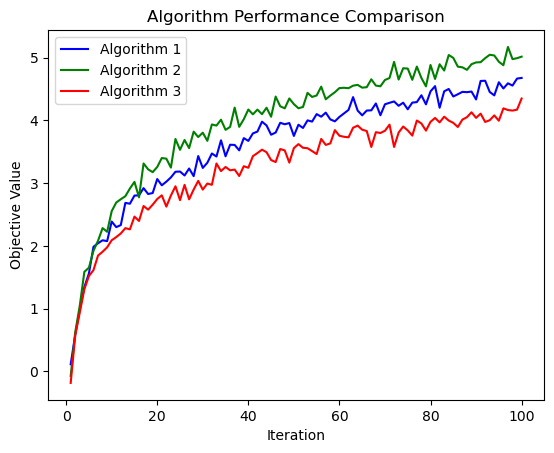 Algorithm Performance Comparison
Algorithm 1
Algorithm 2
Algorithm 3
Objective Value
5
4
3
2
1
0
0 20 40 60 80 100
Iteration